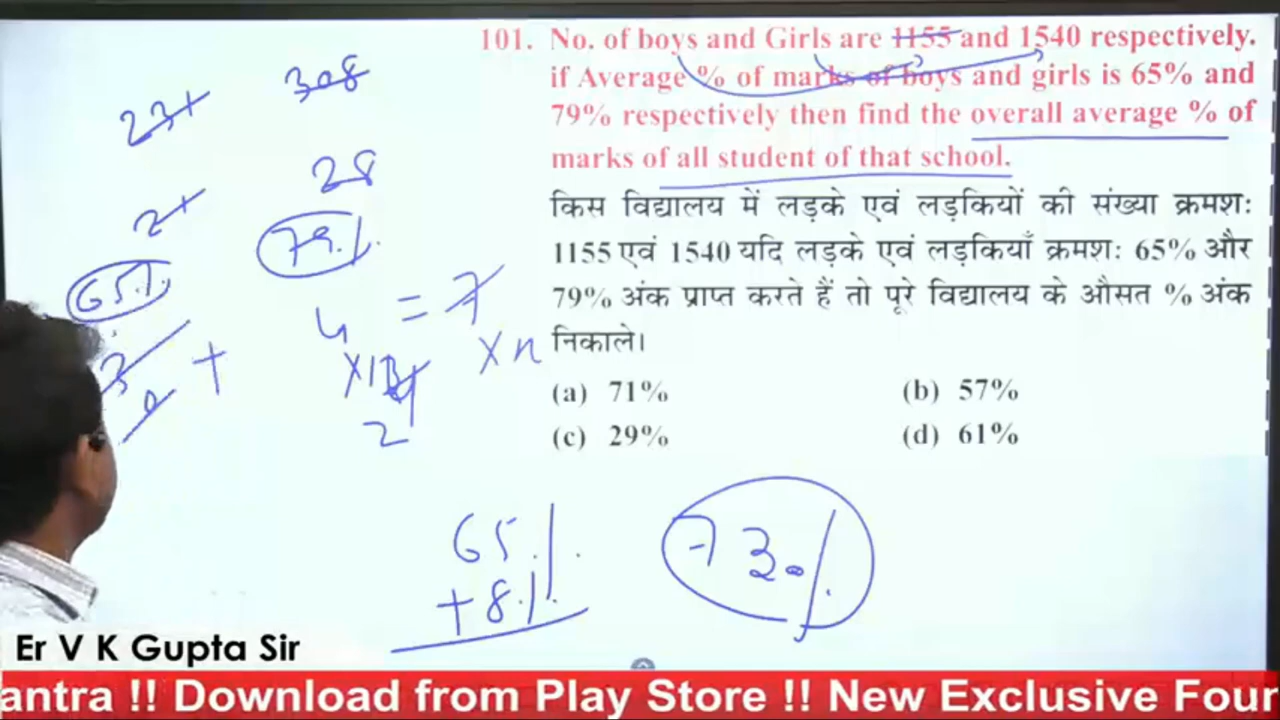 101. No. of boys and Girls are 1155 and 1540 respectively.
if Average % of marks of boys and girls is 65% and
79% respectively then find the overall average % of
marks of all student of that school.
किस विद्यालय में लड़के एवं लड़कियों की संख्या क्रमशः
1155 एवं 1540 यदि लड़के एवं लड़कियाँ क्रमशः 65% और
79% अंक प्राप्त करते हैं तो पूरे विद्यालय के औसत % अंक
निकाले।
(a) 71% (b) 57%
(c) 29% (d) 61%
231 308
21 28
65% 79%
3 + 4 = 7
×n
2
65%
+8%
73%
Er V K Gupta Sir
antra !! Download from Play Store !! New Exclusive Four